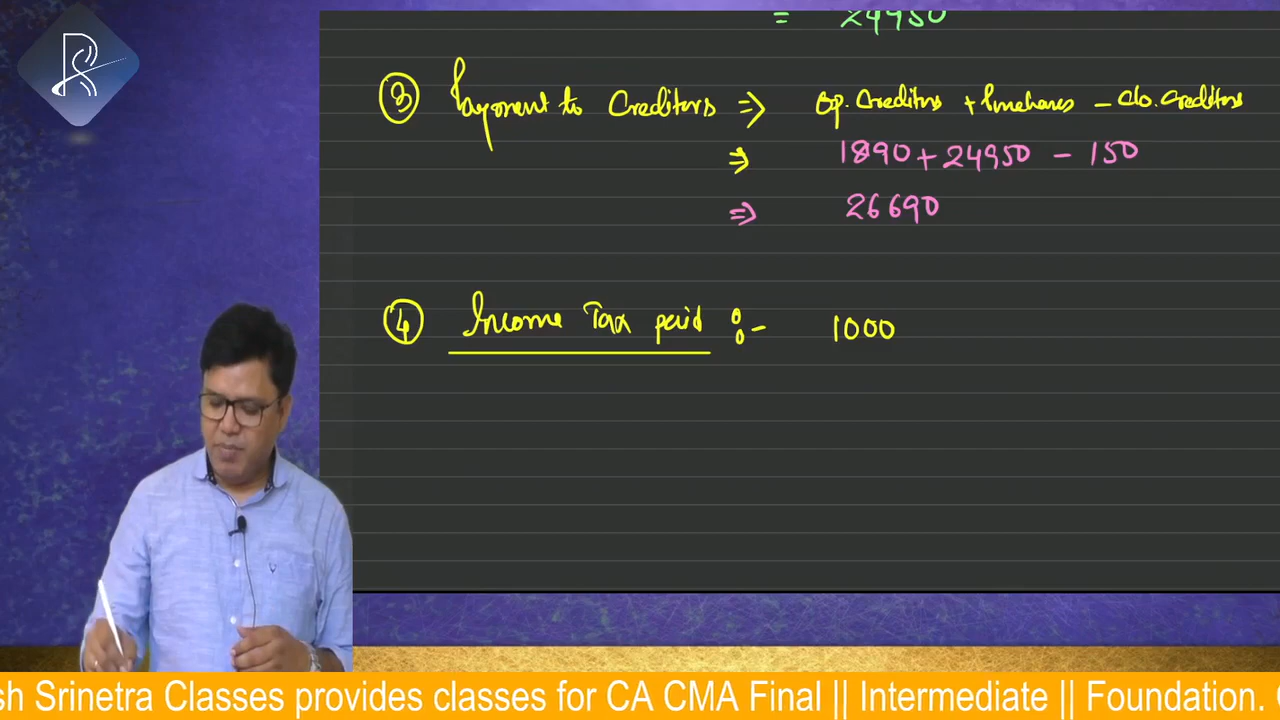 = 24950
③ Payment to Creditors ⇒ Op. Creditors + Purchases - Clo. Creditors
⇒ 1890 + 24950 - 150
⇒ 26690
④ Income Tax paid :- 1000
sh Srinetra Classes provides classes for CA CMA Final || Intermediate || Foundation.